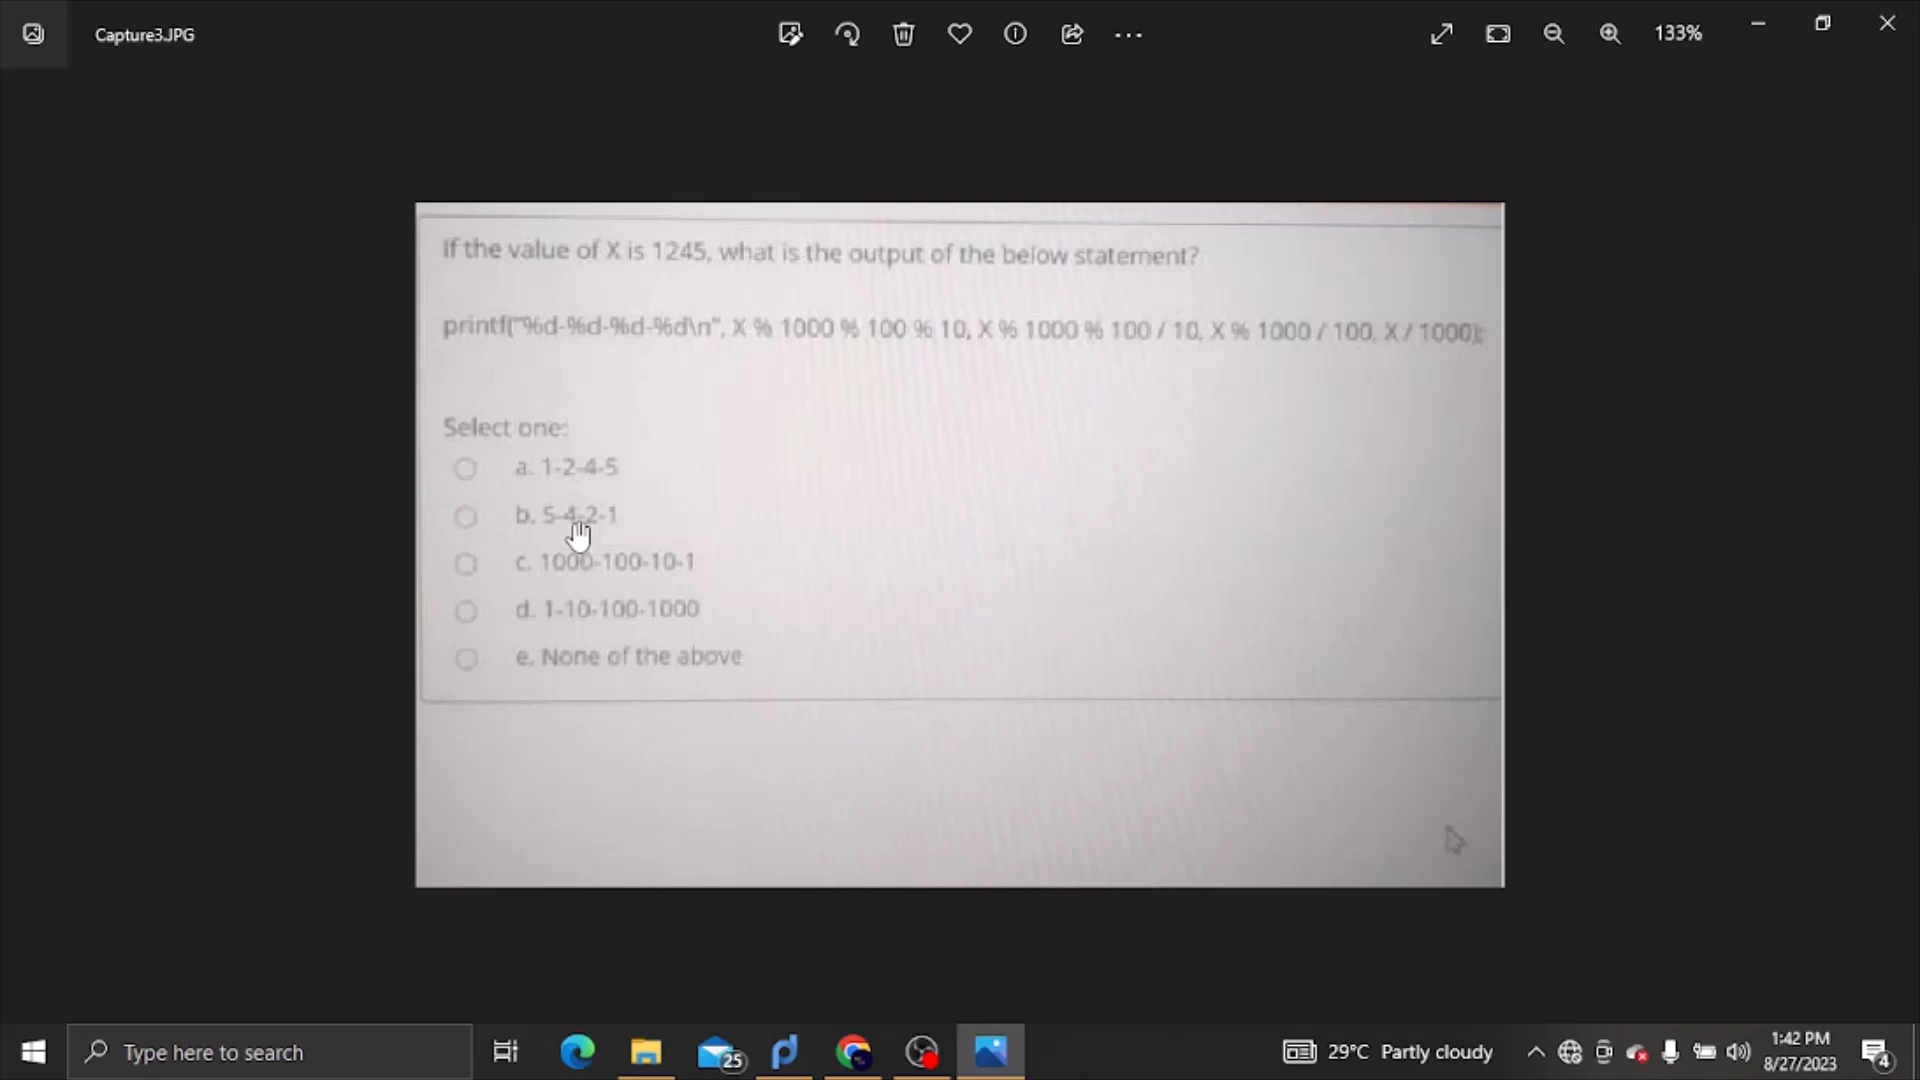 Capture3.JPG
133%
If the value of X is 1245, what is the output of the below statement?
printf("%d-%d-%d-%d\n", X % 1000 % 100 % 10, X % 1000 % 100 / 10, X % 1000 / 100, X / 1000);
Select one:
a. 1-2-4-5
b. 5-4-2-1
c. 1000-100-10-1
d. 1-10-100-1000
e. None of the above
Type here to search
25
29°C Partly cloudy
1:42 PM
8/27/2023
4